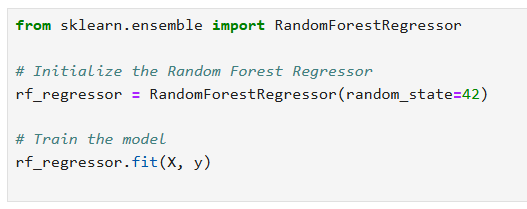 from sklearn.ensemble import RandomForestRegressor
# Initialize the Random Forest Regressor
rf_regressor = RandomForestRegressor(random_state=42)
# Train the model
rf_regressor.fit(X, y)